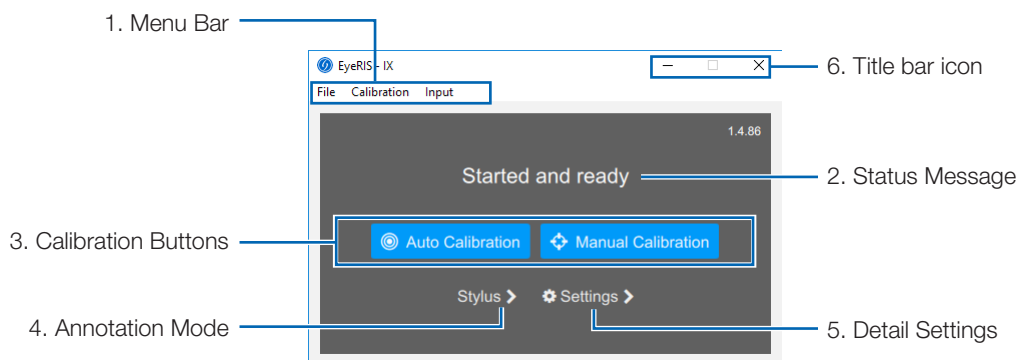 1. Menu Bar
EyeRIS - IX
6. Title bar icon
File Calibration Input
1.4.86
Started and ready
2. Status Message
3. Calibration Buttons
Auto Calibration
Manual Calibration
Stylus
Settings
4. Annotation Mode
5. Detail Settings